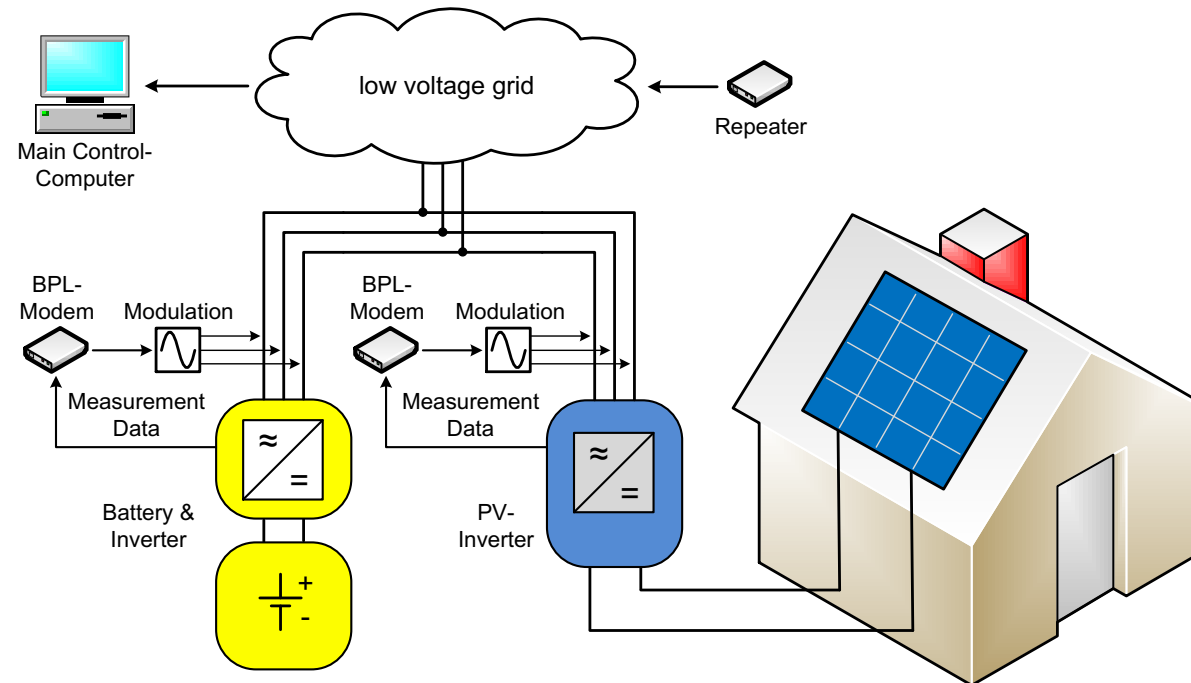 low voltage grid
Main Control-
Computer
Repeater
BPL-
Modem
Modulation
Measurement
Data
BPL-
Modem
Modulation
Measurement
Data
≈
=
≈
=
Battery &
Inverter
PV-
Inverter
+
-